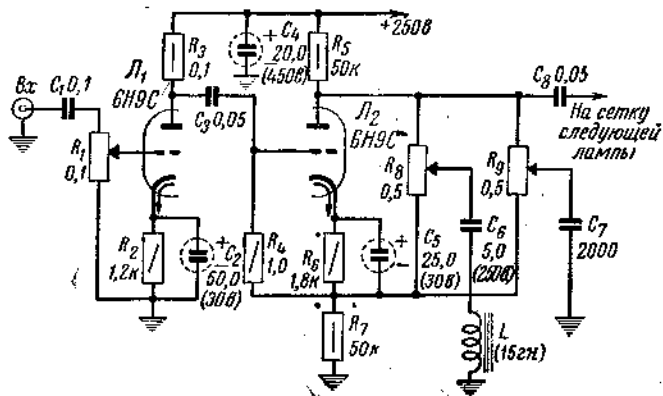 +250в
C4
20,0
(450в)
R3
0,1
R5
50к
Л1
6Н9С
Вх
C1 0,1
C3 0,05
Л2
6Н9С
C8 0,05
На сетку
следующей
лампы
R1
0,1
R8
0,5
R9
0,5
R2
1,2к
C2
50,0
(30в)
R4
1,0
R6
1,8к
C5
25,0
(30в)
C6
5,0
(250в)
C7
2000
R7
50к
L
(15гн)